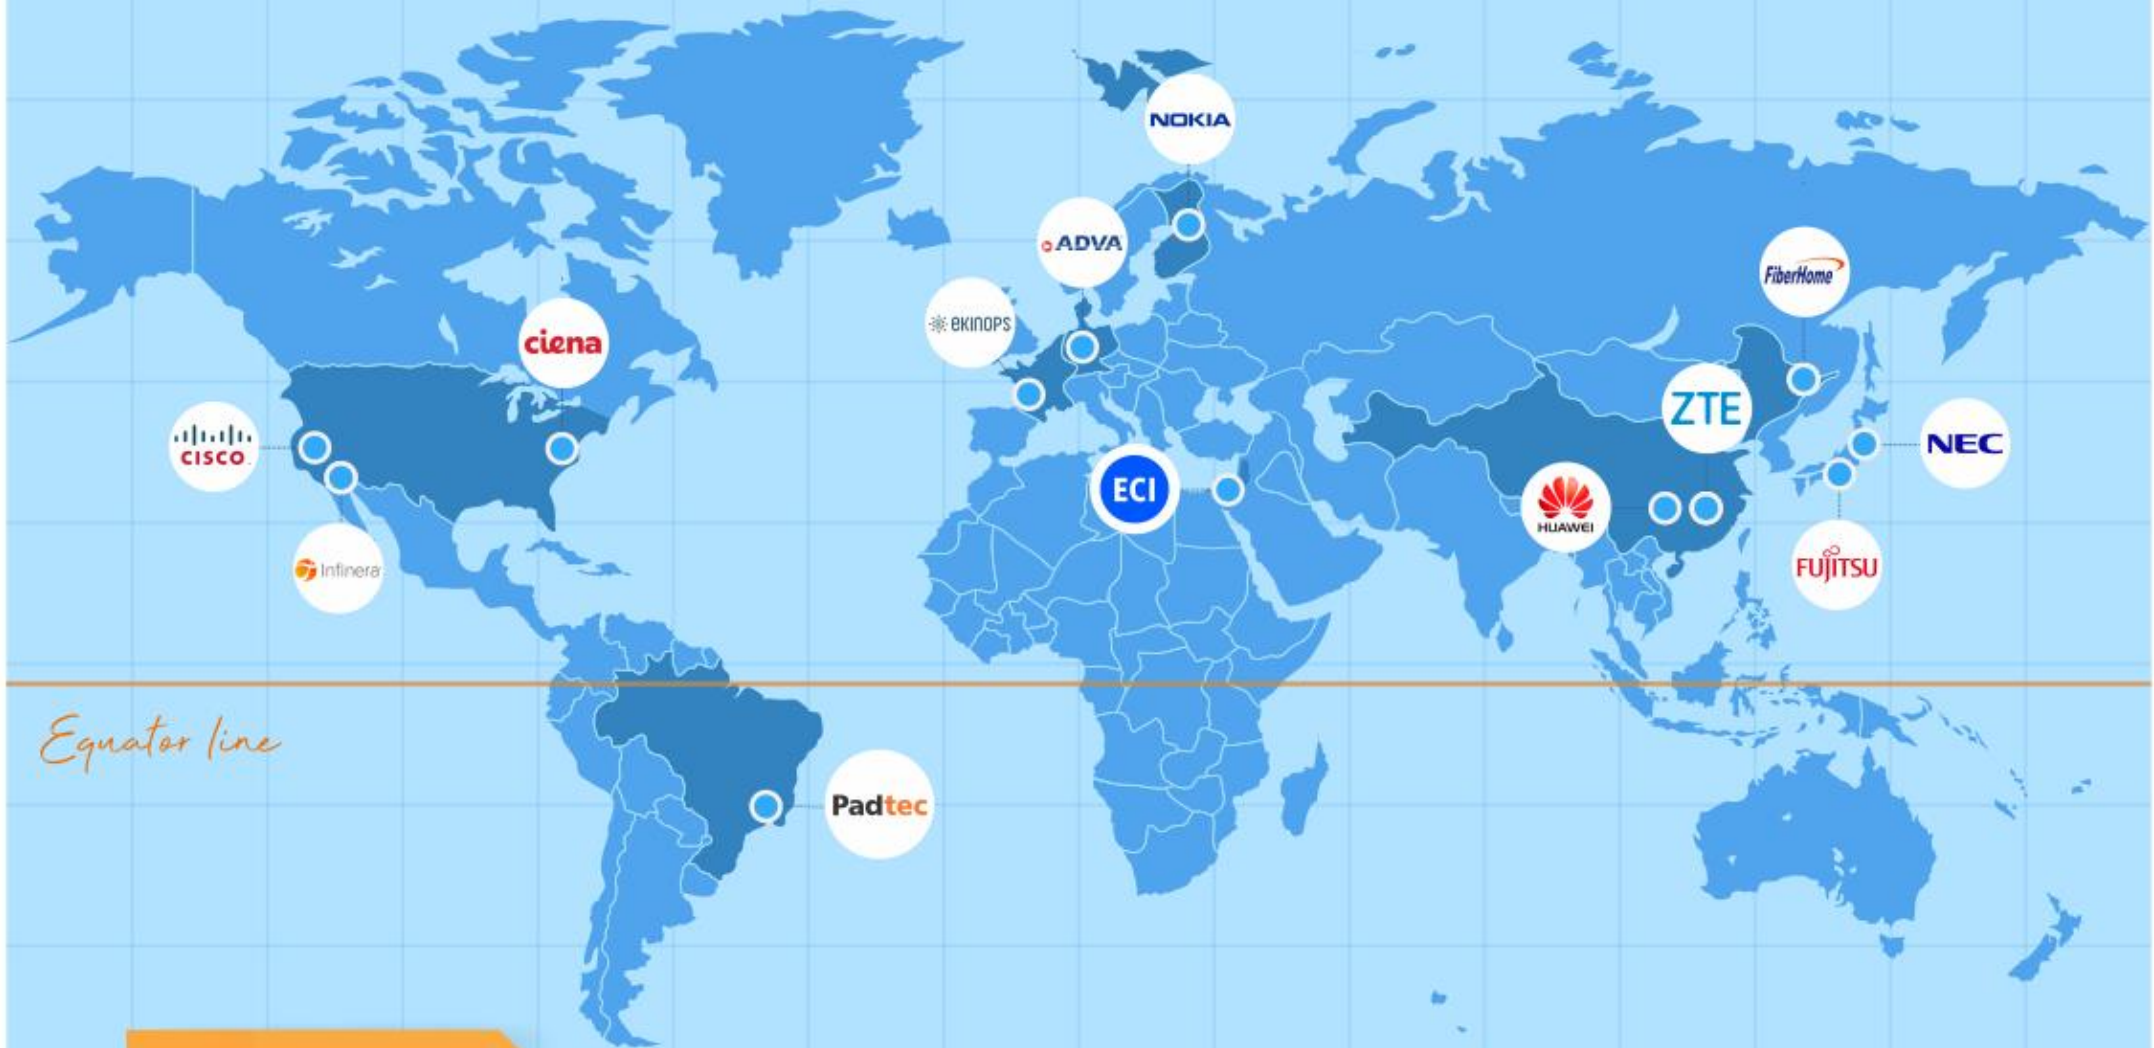 NOKIA
ADVA
FiberHome
ekinops
ciena
ZTE
CISCO
NEC
ECI
HUAWEI
Infinera
FUJITSU
Equator line
Padtec